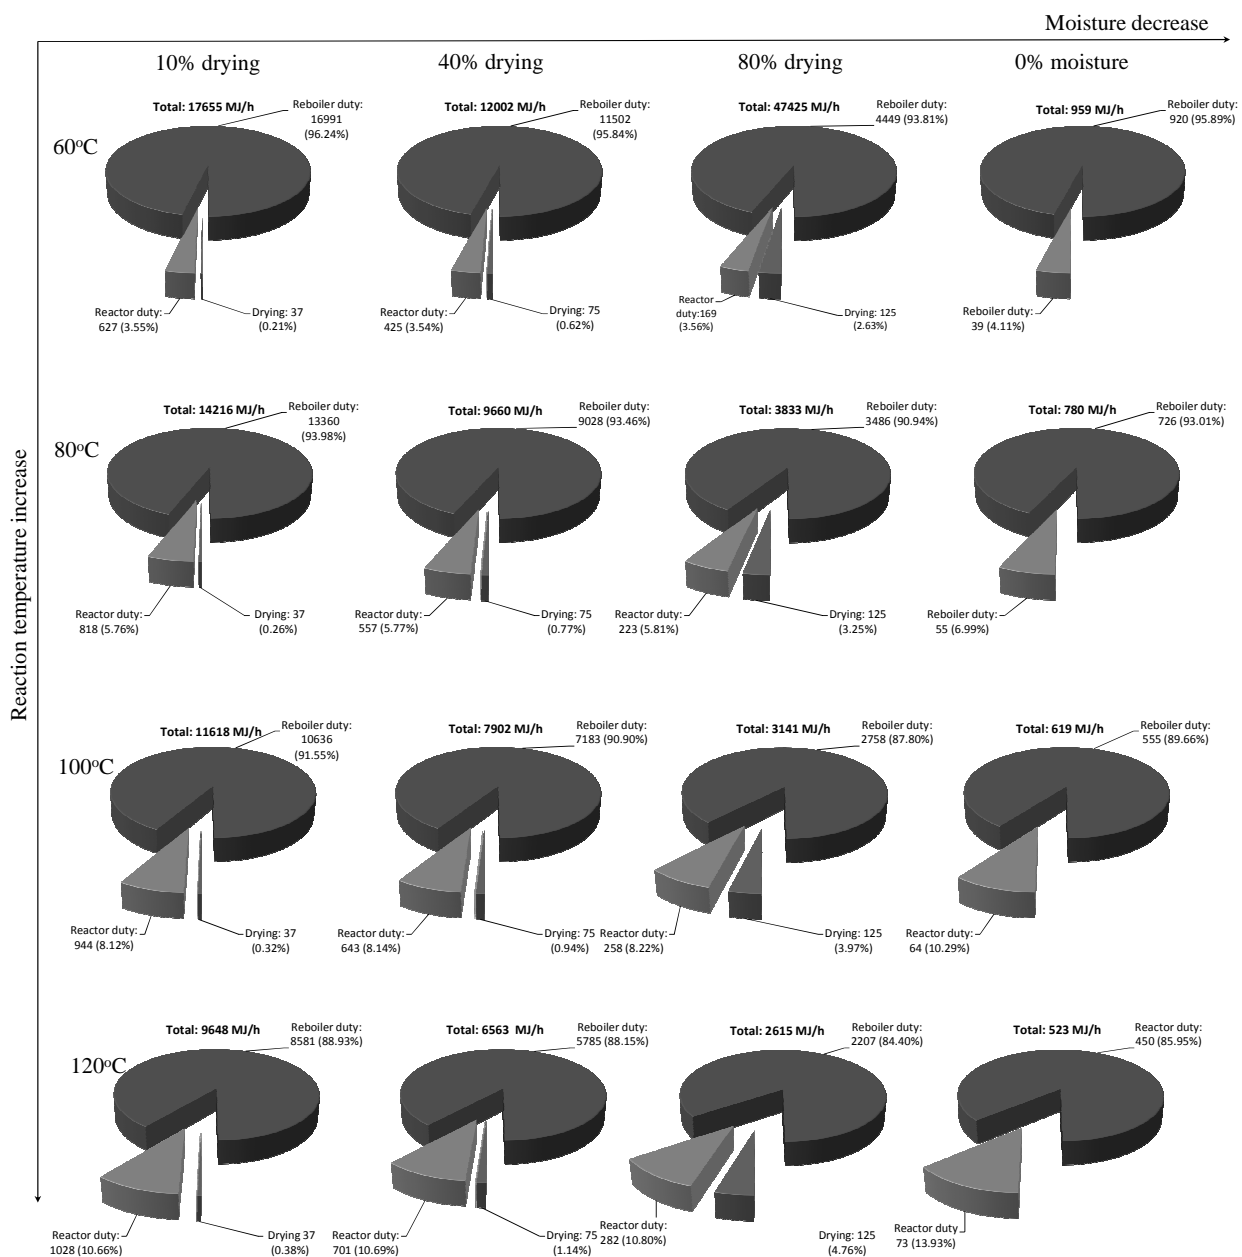 Moisture decrease
10% drying
40% drying
80% drying
0% moisture
Reaction temperature increase
60°C
Total: 17655 MJ/h
Reboiler duty:
16991
(96.24%)
Reactor duty:
627 (3.55%)
Drying: 37
(0.21%)
Total: 12002 MJ/h
Reboiler duty:
11502
(95.84%)
Reactor duty:
425 (3.54%)
Drying: 75
(0.62%)
Total: 47425 MJ/h
Reboiler duty:
4449 (93.81%)
Reactor
duty:169
(3.56%)
Drying: 125
(2.63%)
Total: 959 MJ/h
Reboiler duty:
920 (95.89%)
Reboiler duty:
39 (4.11%)
80°C
Total: 14216 MJ/h
Reboiler duty:
13360
(93.98%)
Reactor duty:
818 (5.76%)
Drying: 37
(0.26%)
Total: 9660 MJ/h
Reboiler duty:
9028 (93.46%)
Reactor duty:
557 (5.77%)
Drying: 75
(0.77%)
Total: 3833 MJ/h
Reboiler duty:
3486 (90.94%)
Reactor duty:
223 (5.81%)
Drying: 125
(3.25%)
Total: 780 MJ/h
Reboiler duty:
726 (93.01%)
Reboiler duty:
55 (6.99%)
100°C
Total: 11618 MJ/h
Reboiler duty:
10636
(91.55%)
Reactor duty:
944 (8.12%)
Drying: 37
(0.32%)
Total: 7902 MJ/h
Reboiler duty:
7183 (90.90%)
Reactor duty:
643 (8.14%)
Drying: 75
(0.94%)
Total: 3141 MJ/h
Reboiler duty:
2758 (87.80%)
Reactor duty:
258 (8.22%)
Drying: 125
(3.97%)
Total: 619 MJ/h
Reboiler duty:
555 (89.66%)
Reactor duty:
64 (10.29%)
120°C
Total: 9648 MJ/h
Reboiler duty:
8581 (88.93%)
Reactor duty:
1028 (10.66%)
Drying 37
(0.38%)
Total: 6563 MJ/h
Reboiler duty:
5785 (88.15%)
Reactor duty:
701 (10.69%)
Drying: 75
(1.14%)
Total: 2615 MJ/h
Reboiler duty:
2207 (84.40%)
Reactor duty:
282 (10.80%)
Drying: 125
(4.76%)
Total: 523 MJ/h
Reactor duty:
450 (85.95%)
Reactor duty
73 (13.93%)